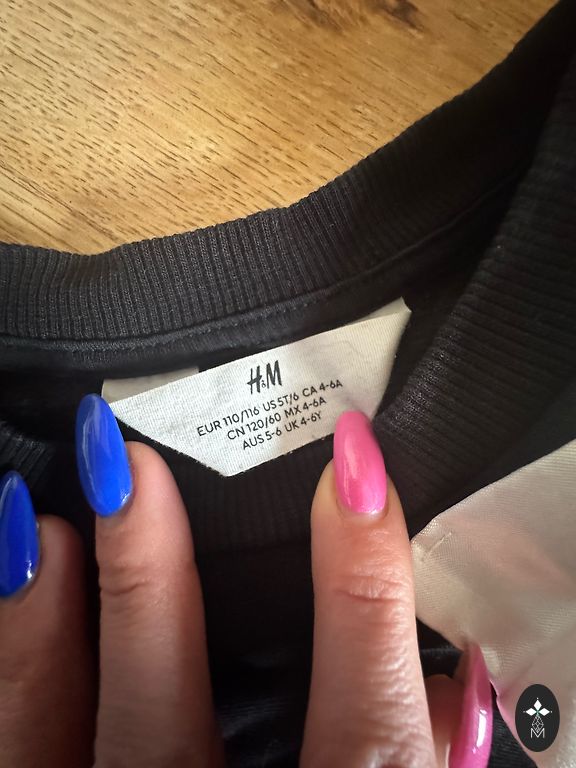 H&M
EUR 110/116 US 5T/6 CA 4-6A
CN 120/60 MX 4-6A
AUS 5-6 UK 4-6Y
M